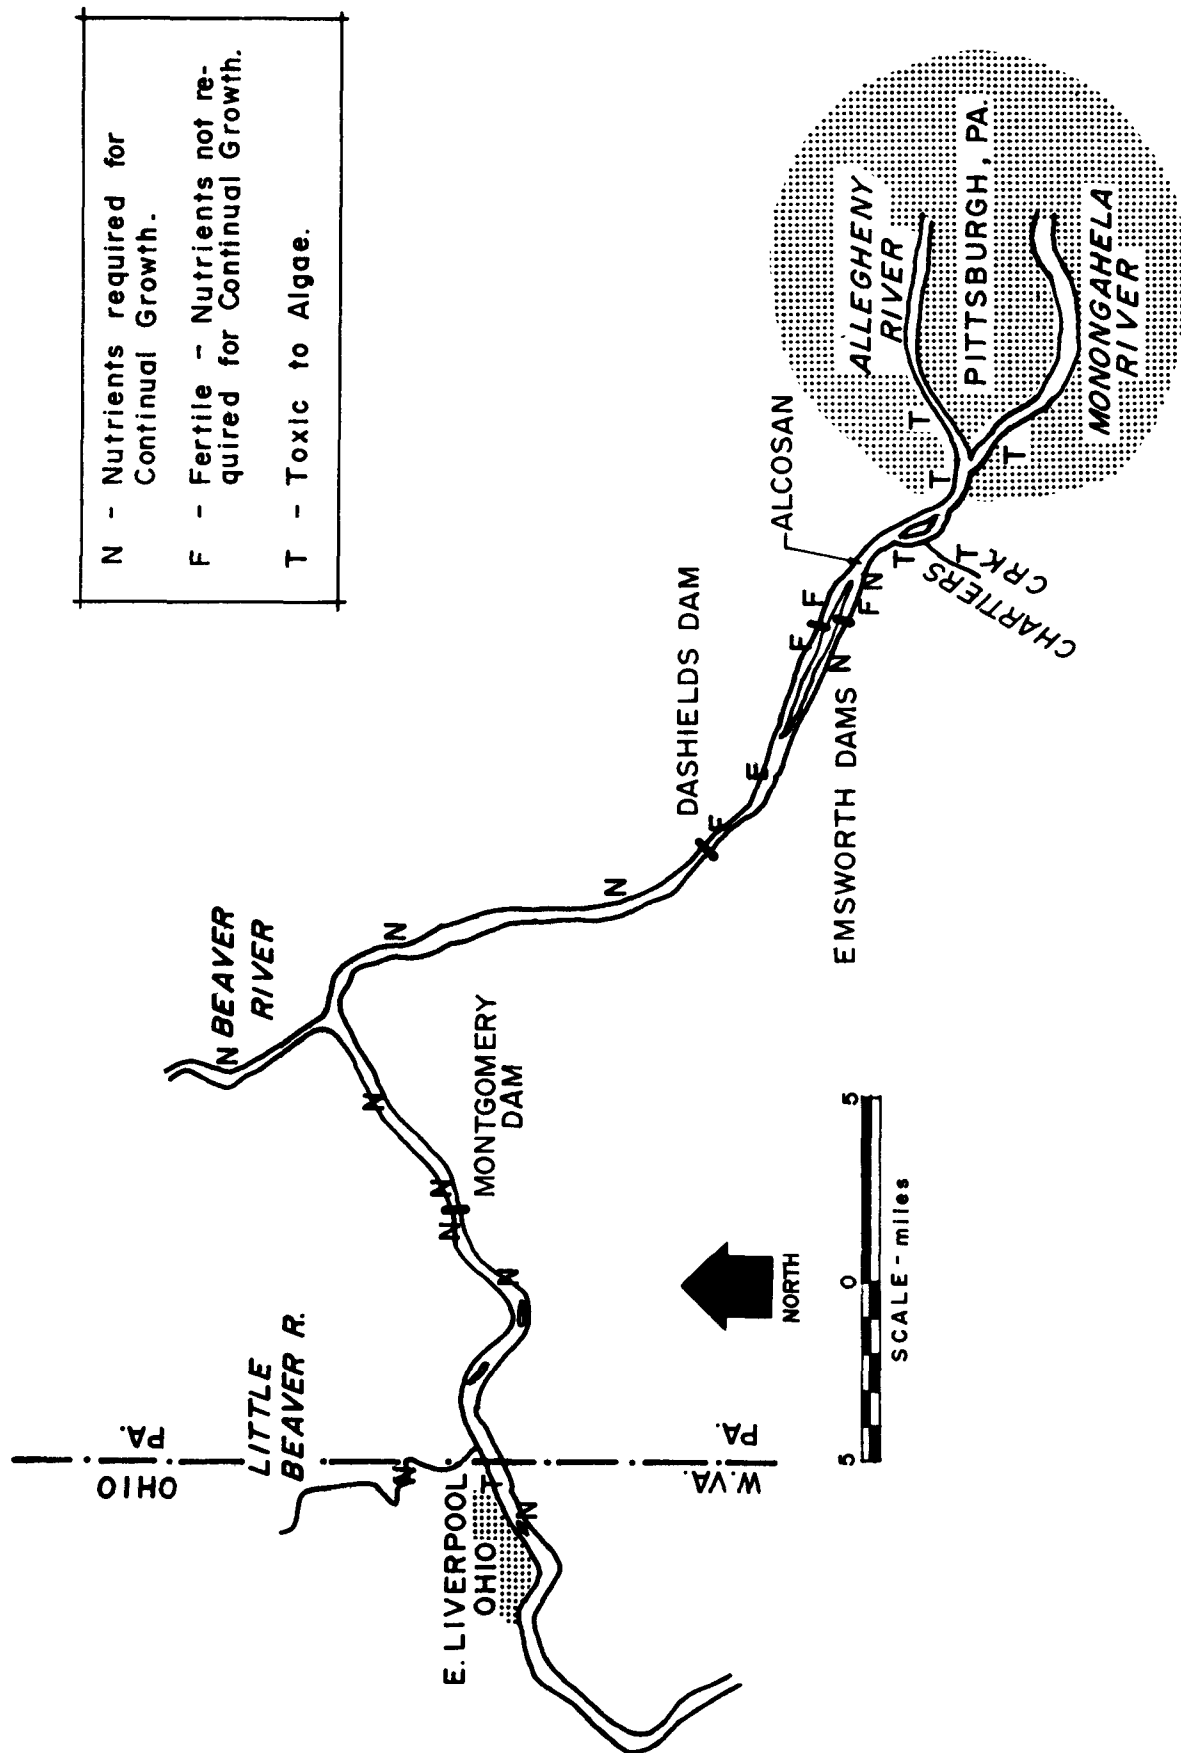 N - Nutrients required for
Continual Growth.
F - Fertile - Nutrients not re-
quired for Continual Growth.
T - Toxic to Algae.
OHIO
PA.
LITTLE
BEAVER R.
N
E. LIVERPOOL
OHIO
T
N
W.VA.
PA.
N
N
N
MONTGOMERY
DAM
N
N
BEAVER
RIVER
N
N
DASHIELDS DAM
F
F
F
F
EMSWORTH DAMS
N
F
N
ALCOSAN
T
T
CHARTIERS
CRK.
T
T
T
ALLEGHENY
RIVER
PITTSBURGH, PA.
MONONGAHELA
RIVER
NORTH
5
0
5
SCALE - miles